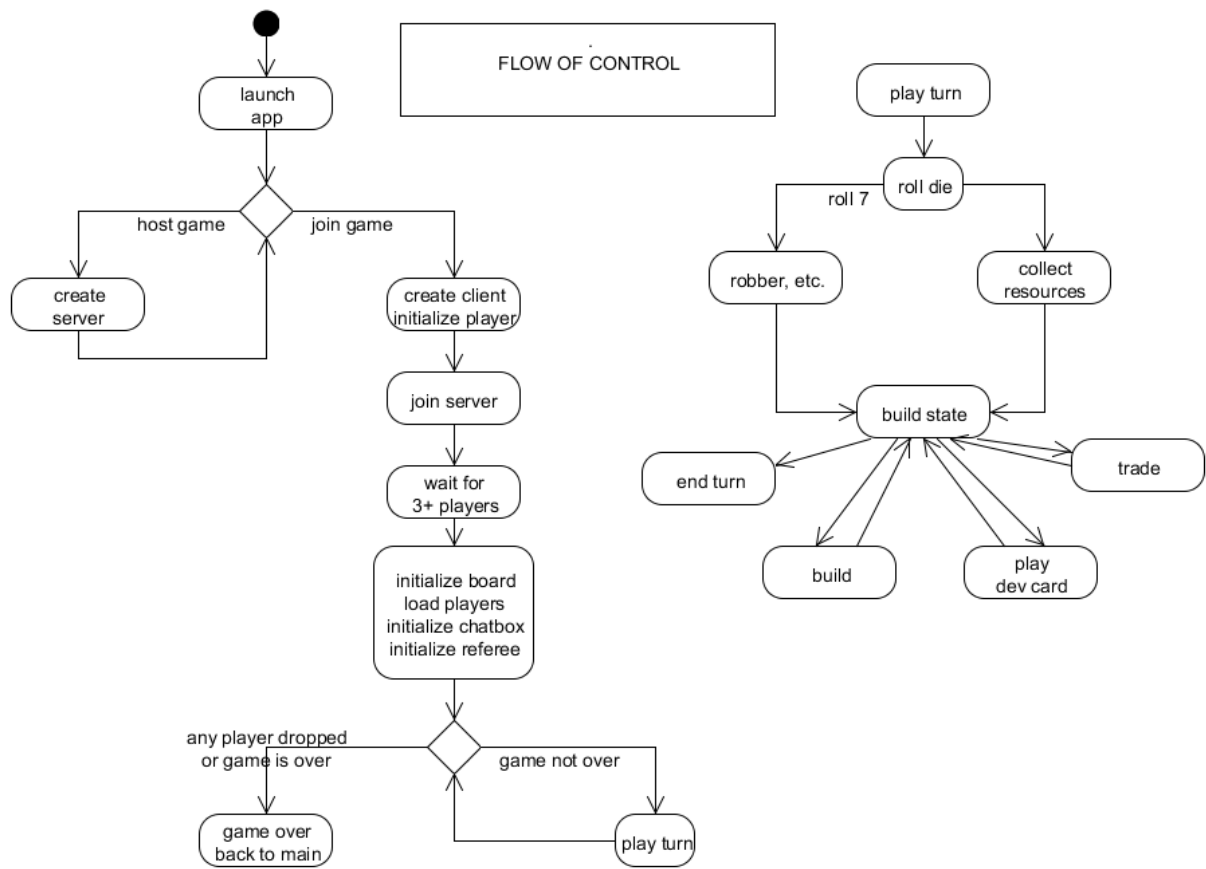 FLOW OF CONTROL
launch
app
host game
join game
create
server
create client
initialize player
join server
wait for
3+ players
initialize board
load players
initialize chatbox
initialize referee
any player dropped
or game is over
game not over
game over
back to main
play turn
play turn
roll die
roll 7
robber, etc.
collect
resources
build state
end turn
trade
build
play
dev card